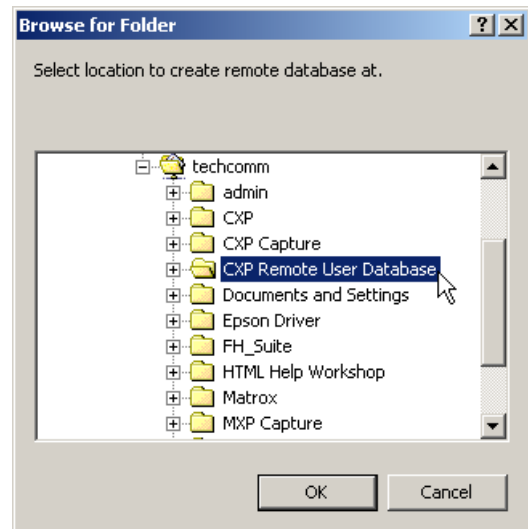 Browse for Folder
Select location to create remote database at.
techcomm
admin
CXP
CXP Capture
CXP Remote User Database
Documents and Settings
Epson Driver
FH_Suite
HTML Help Workshop
Matrox
MXP Capture
OK Cancel